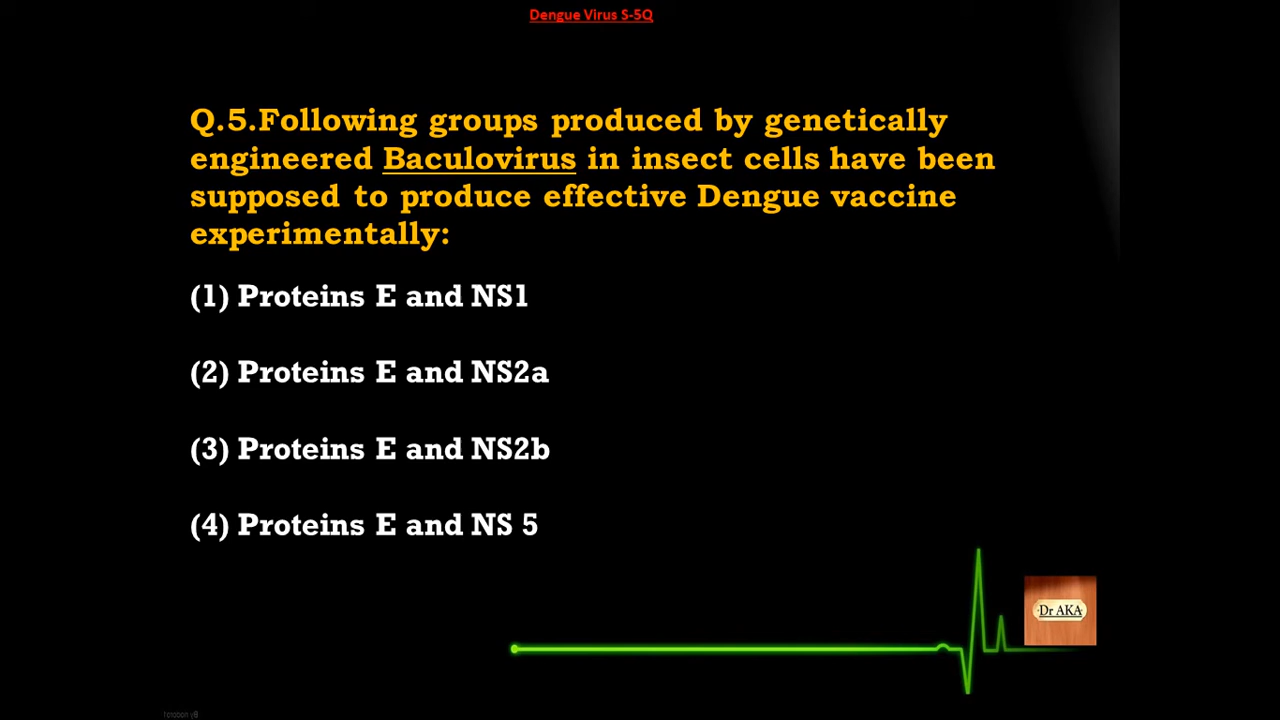 Dengue Virus S-5Q
Q.5.Following groups produced by genetically
engineered Baculovirus in insect cells have been
supposed to produce effective Dengue vaccine
experimentally:
(1) Proteins E and NS1
(2) Proteins E and NS2a
(3) Proteins E and NS2b
(4) Proteins E and NS 5
Dr AKA